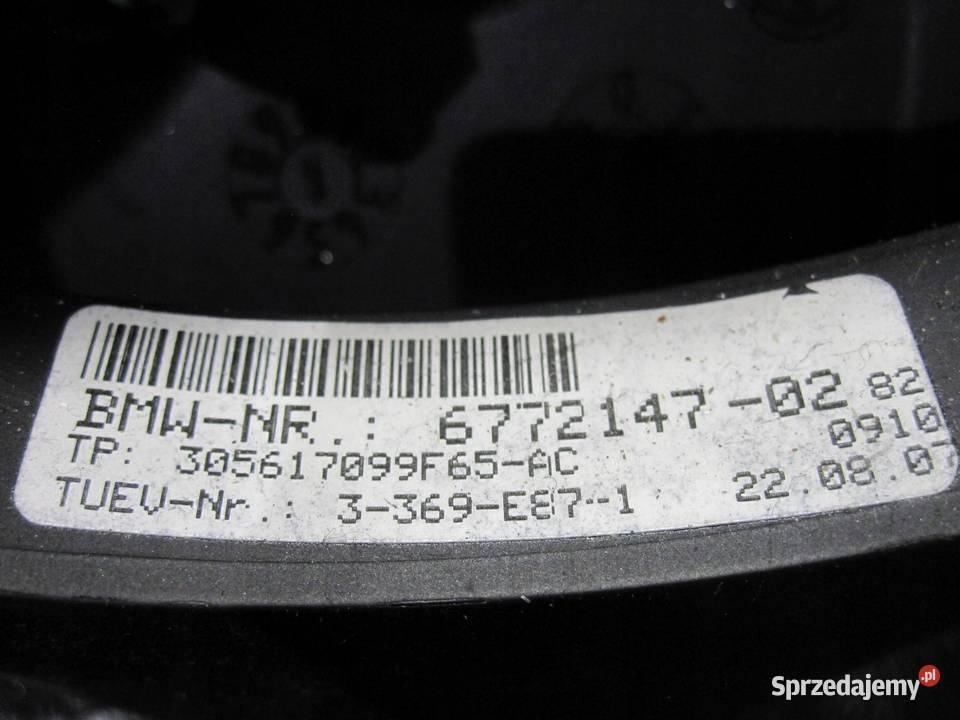 BMW-NR.: 6772147-02 82
TP: 305617099F65-AC 0910
TUEV-Nr.: 3-369-E87-1 22.08.07
Sprzedajemy.pl